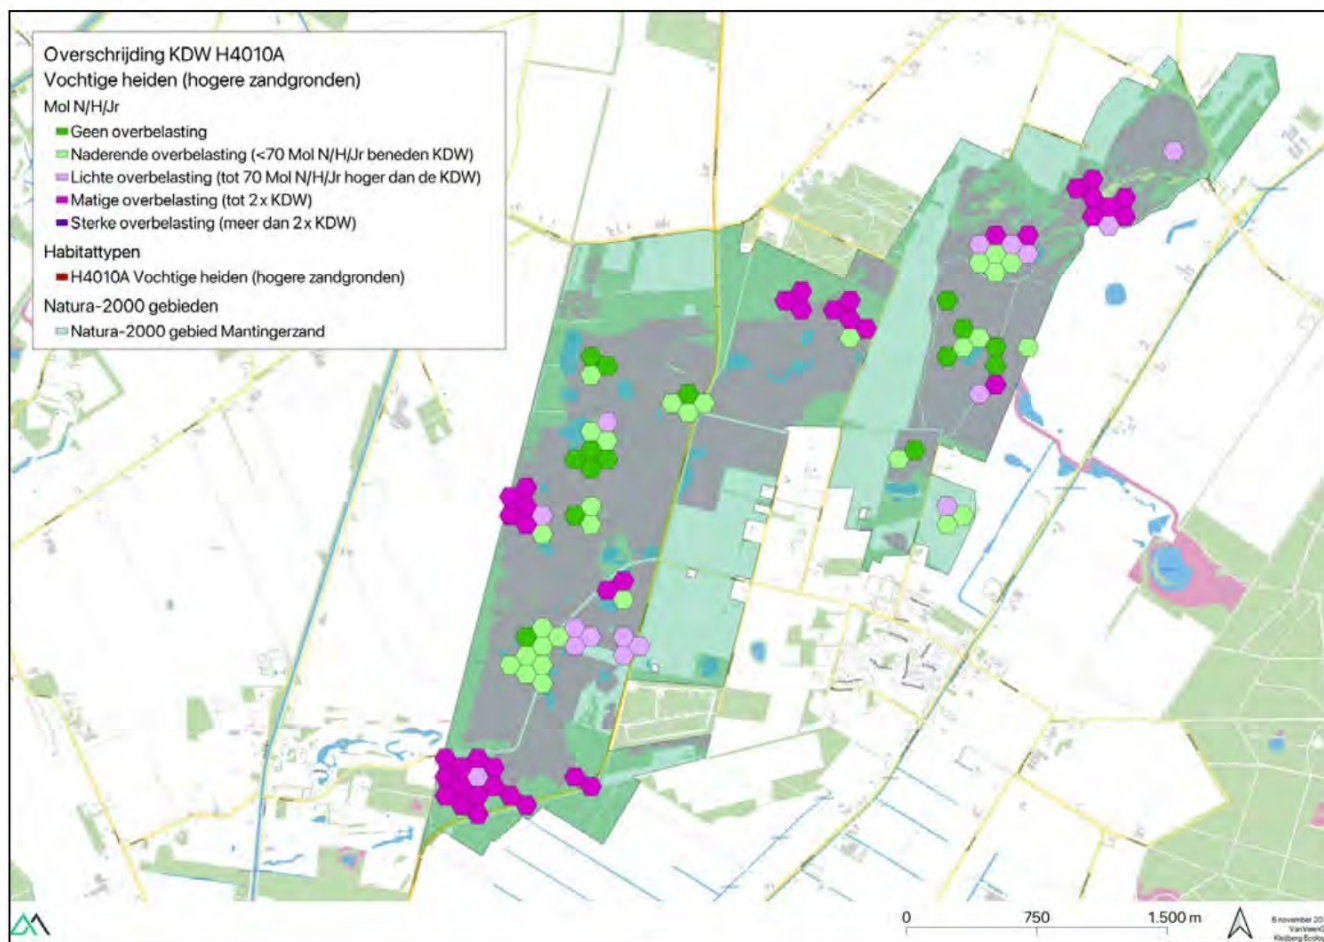 Overschrijding KDW H4010A
Vochtige heiden (hogere zandgronden)
Mol N/H/Jr
Geen overbelasting
Naderende overbelasting (<70 Mol N/H/Jr beneden KDW)
Lichte overbelasting (tot 70 Mol N/H/Jr hoger dan de KDW)
Matige overbelasting (tot 2 x KDW)
Sterke overbelasting (meer dan 2 x KDW)
Habitattypen
H4010A Vochtige heiden (hogere zandgronden)
Natura-2000 gebieden
Natura-2000 gebied Mantingerzand
0 750 1.500 m
november